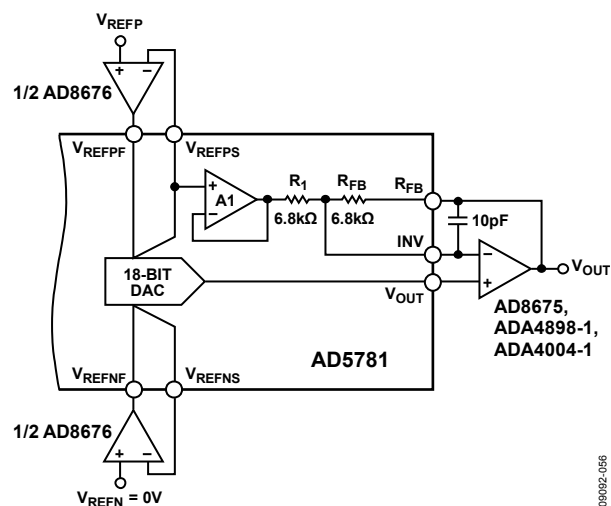 VREFP
+ −
1/2 AD8676
VREFPF VREFPS
R1 RFB RFB
+ A1 −
6.8kΩ 6.8kΩ
10pF
INV
18-BIT
DAC
VOUT
− +
VOUT
AD8675,
ADA4898-1,
ADA4004-1
AD5781
VREFNF VREFNS
1/2 AD8676
+ −
VREFN = 0V
09092-056